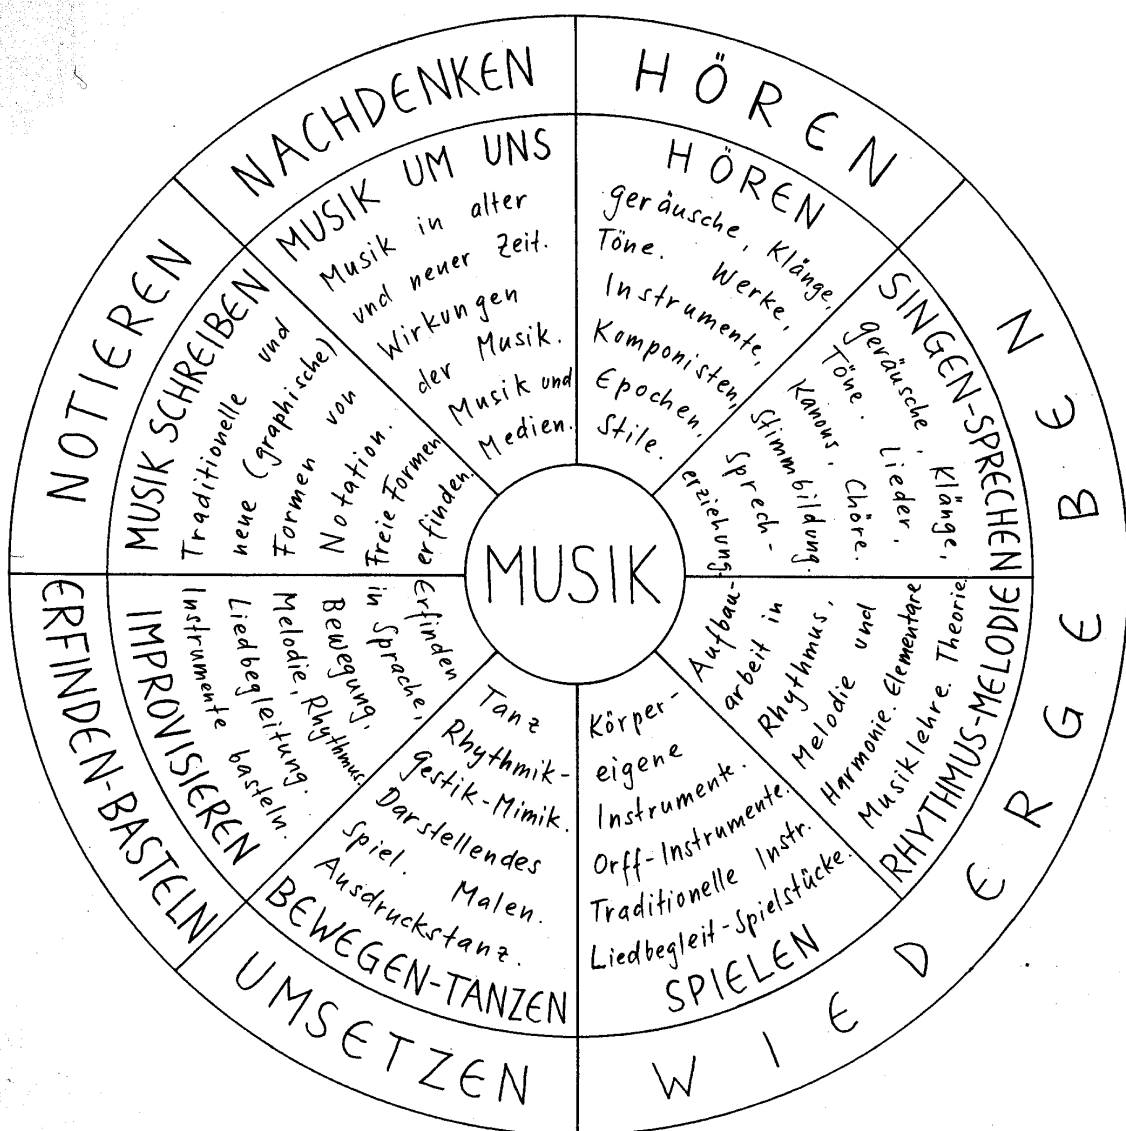 MUSIK
HÖREN
HÖREN
geräusche, Klänge,
Töne. Werke,
Instrumente,
Komponisten,
Epochen,
Stile.
WIEDERGEBEN
SINGEN-SPRECHEN
geräusche, Klänge,
Töne. Lieder,
Kanous, Chöre.
Stimmbildung.
Sprech-
erziehung.
RHYTHMUS-MELODIE
Aufbau-
arbeit in
Rhythmus,
Melodie und
Harmonie. Elementare
Musiklehre. Theorie.
SPIELEN
Körper-
eigene
Instrumente.
Orff-Instrumente.
Traditionelle Instr.
Liedbegleit-Spielstücke.
UMSETZEN
BEWEGEN-TANZEN
Tanz
Rhythmik-
gestik-Mimik.
Darstellendes
Spiel. Malen.
Ausdruckstanz.
ERFINDEN-BASTELN
IMPROVISIEREN
Erfinden
in Sprache,
Bewegung,
Melodie, Rhythmus.
Liedbegleitung.
Instrumente basteln.
NOTIEREN
MUSIK SCHREIBEN
Traditionelle und
neue (graphische)
Formen von
Notation.
Freie Formen
erfinden.
NACHDENKEN
MUSIK UM UNS
Musik in alter
und neuer Zeit.
Wirkungen
der Musik.
Musik und
Medien.